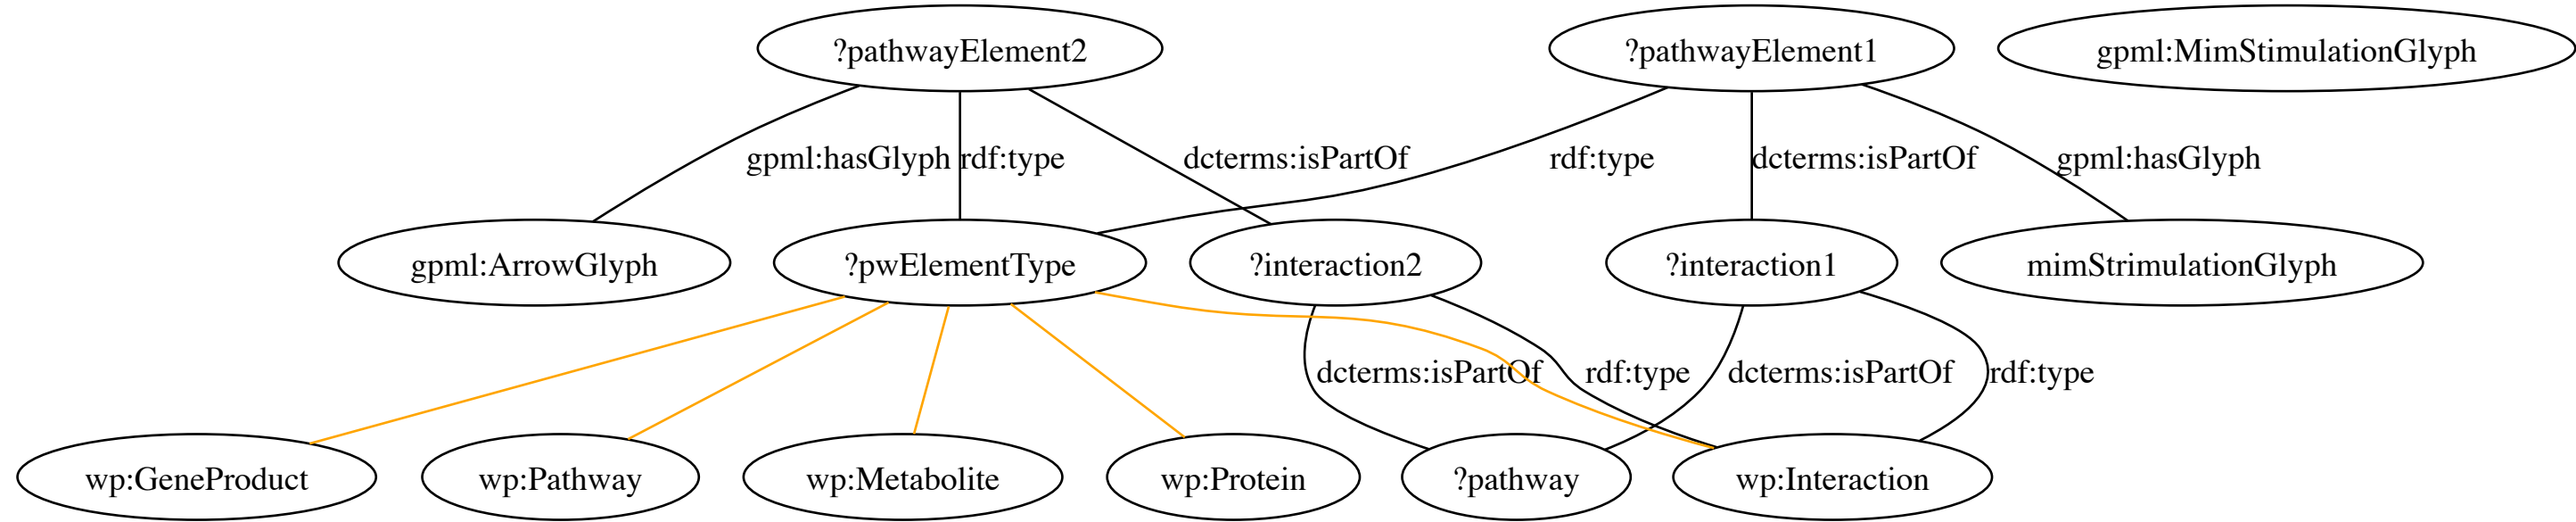 ?pathwayElement2
?pathwayElement1
gpml:MimStimulationGlyph
gpml:hasGlyph
rdf:type
dcterms:isPartOf
rdf:type
dcterms:isPartOf
gpml:hasGlyph
gpml:ArrowGlyph
?pwElementType
?interaction2
?interaction1
mimStrimulationGlyph
dcterms:isPartOf
rdf:type
dcterms:isPartOf
rdf:type
wp:GeneProduct
wp:Pathway
wp:Metabolite
wp:Protein
?pathway
wp:Interaction